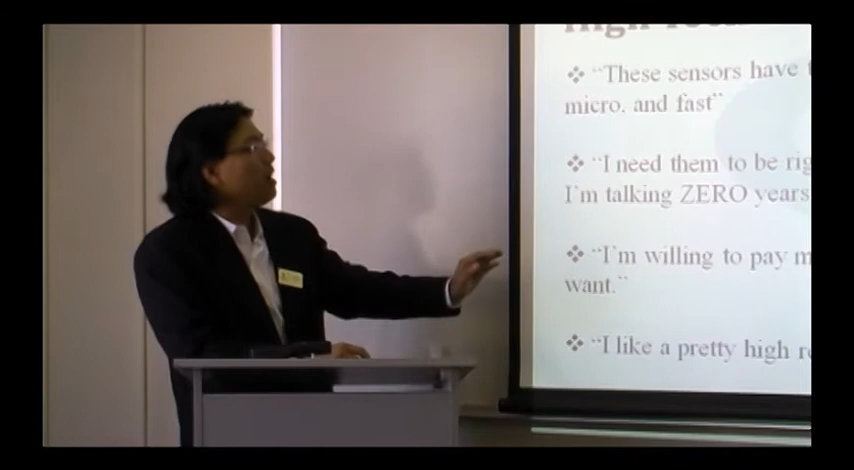 ❖ “These sensors have
micro, and fast”
❖ “I need them to be
I'm talking ZERO years
❖ “I'm willing to pay
want.”
❖ “I like a pretty high